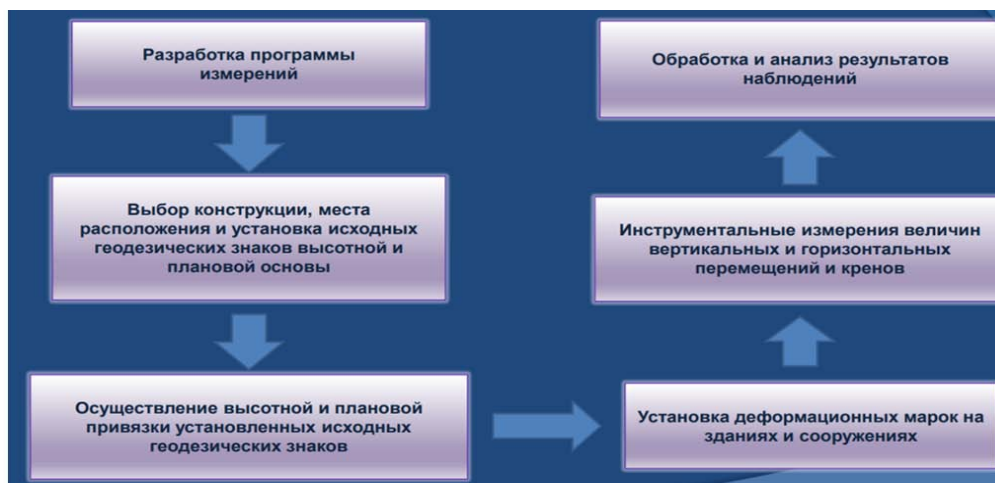 Разработка программы
измерений
Выбор конструкции, места
расположения и установка исходных
геодезических знаков высотной и
плановой основы
Осуществление высотной и плановой
привязки установленных исходных
геодезических знаков
Установка деформационных марок на
зданиях и сооружениях
Инструментальные измерения величин
вертикальных и горизонтальных
перемещений и кренов
Обработка и анализ результатов
наблюдений